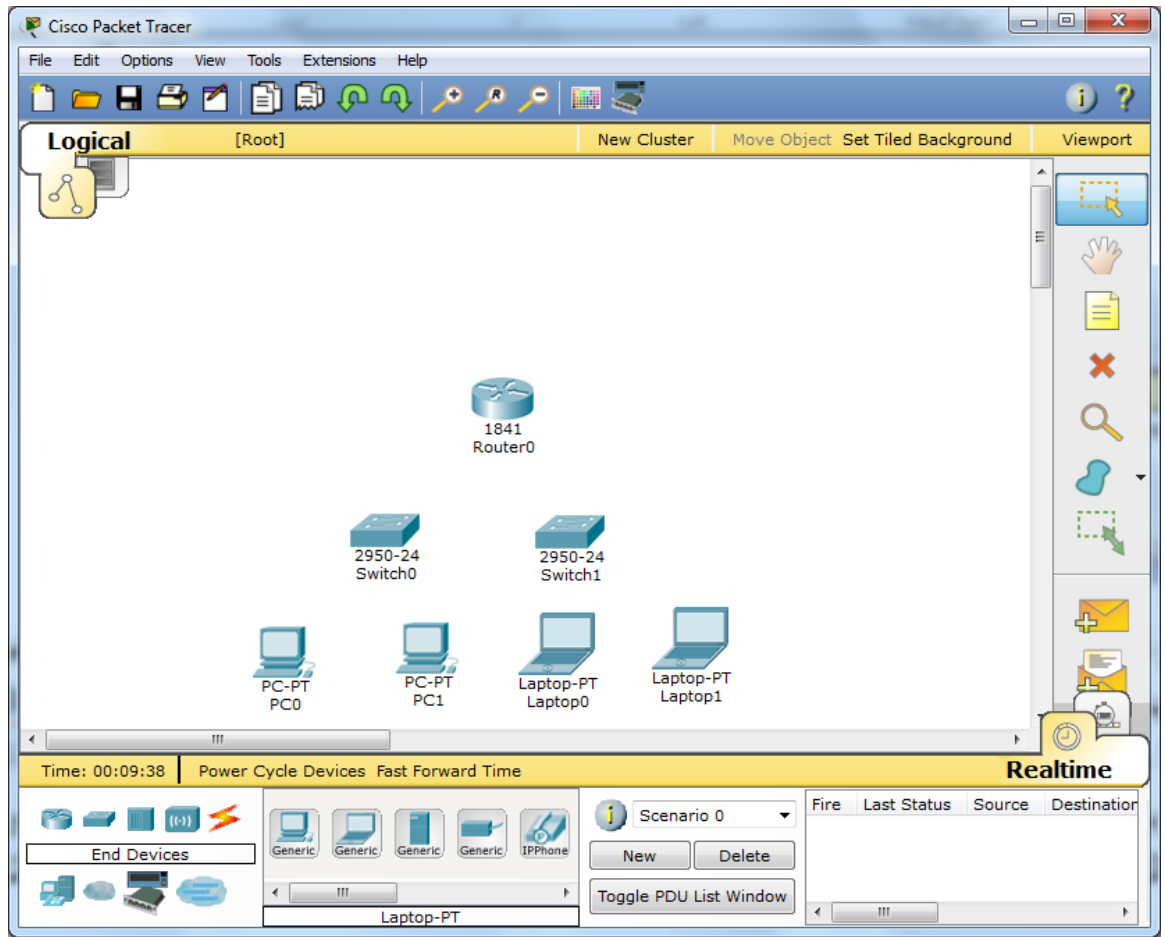 Cisco Packet Tracer
File Edit Options View Tools Extensions Help
Logical [Root] New Cluster Move Object Set Tiled Background Viewport
1841
Router0
2950-24
Switch0
2950-24
Switch1
PC-PT
PC0
PC-PT
PC1
Laptop-PT
Laptop0
Laptop-PT
Laptop1
Time: 00:09:38 Power Cycle Devices Fast Forward Time Realtime
End Devices
Generic Generic Generic Generic IPPhone
Laptop-PT
Scenario 0
New Delete
Toggle PDU List Window
Fire Last Status Source Destination